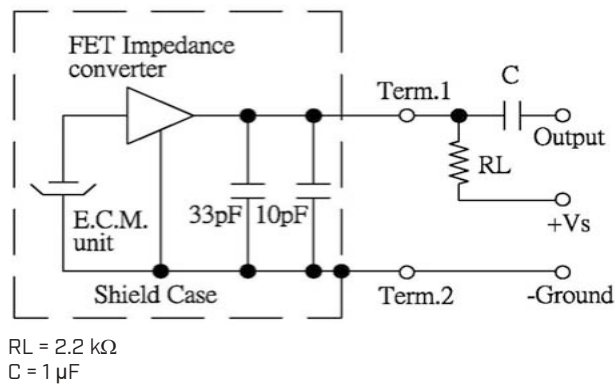 FET Impedance
converter
C
Term.1
Output
RL
33pF 10pF
+Vs
E.C.M.
unit
Shield Case
Term.2
-Ground
RL = 2.2 kΩ
C = 1 µF